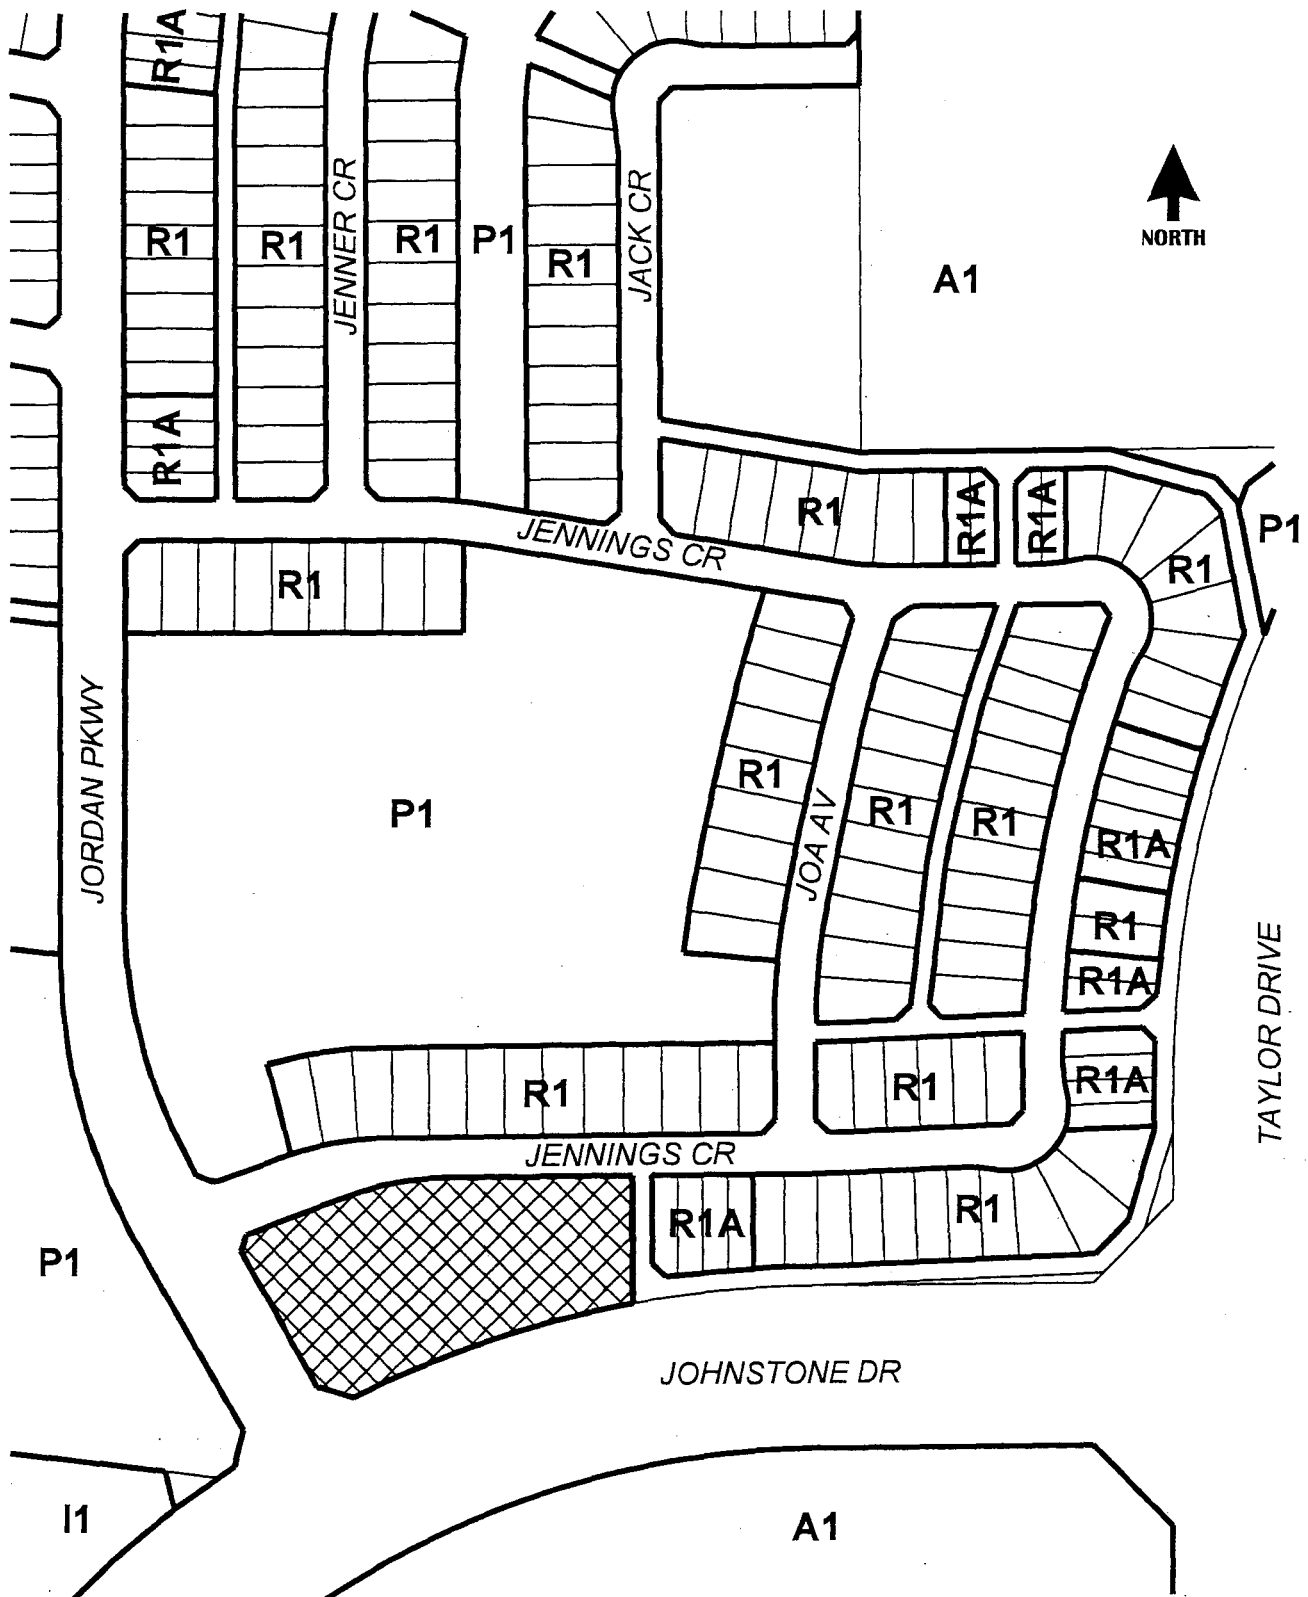 R1A
R1
R1
JENNER CR
R1
P1
R1
JACK CR
A1
NORTH
R1A
JENNINGS CR
R1
R1A
R1A
P1
R1
R1
JORDAN PKWY
P1
R1
JOA AV
R1
R1
R1A
R1
R1A
TAYLOR DRIVE
R1
R1
R1A
JENNINGS CR
R1A
R1
P1
JOHNSTONE DR
I1
A1